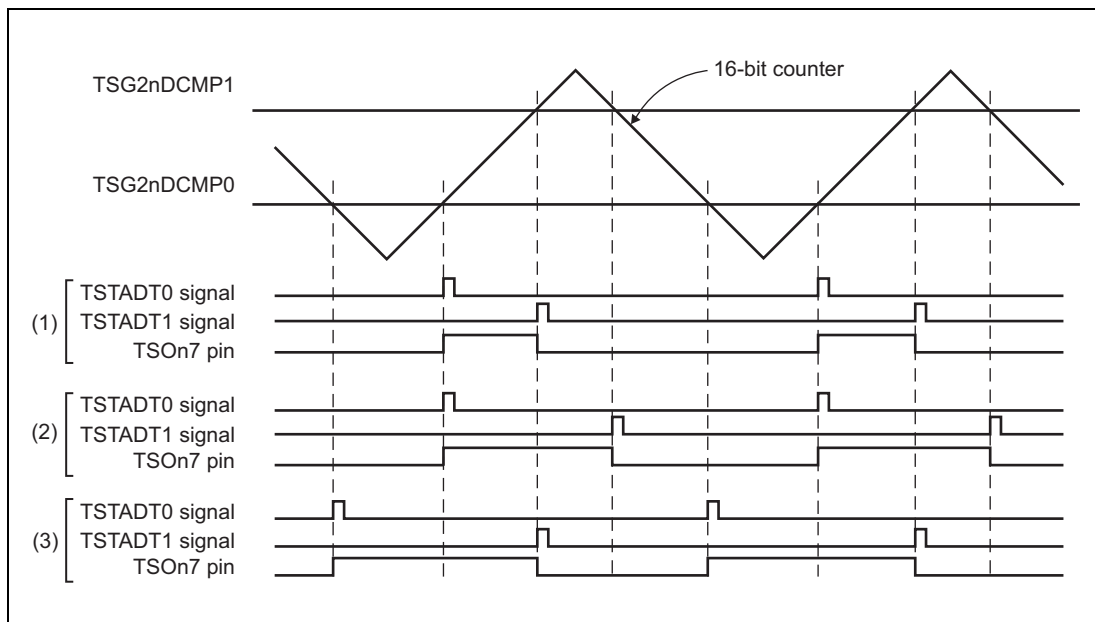 16-bit counter
TSG2nDCMP1
TSG2nDCMP0
(1)
TSTADT0 signal
TSTADT1 signal
TSOn7 pin
(2)
TSTADT0 signal
TSTADT1 signal
TSOn7 pin
(3)
TSTADT0 signal
TSTADT1 signal
TSOn7 pin